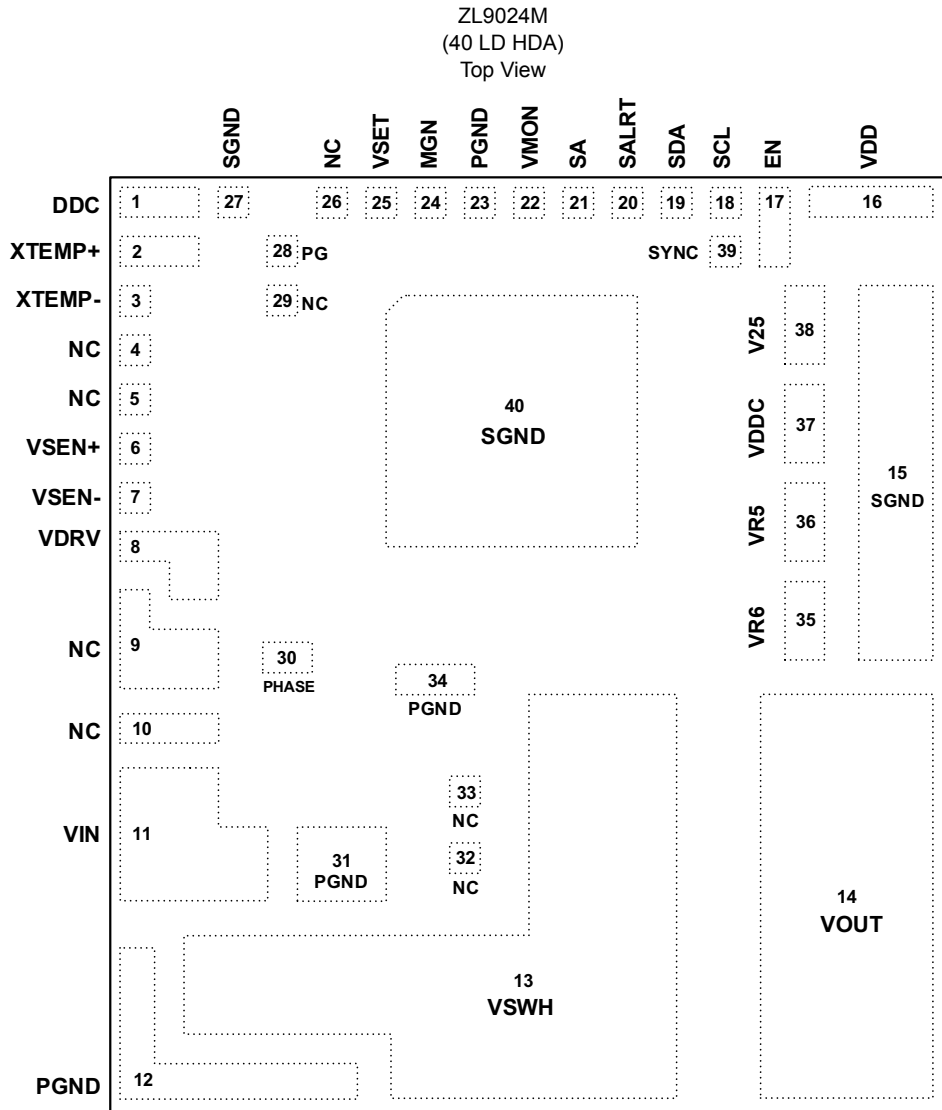 ZL9024M
(40 LD HDA)
Top View
SGND
NC
VSET
MGN
PGND
VMON
SA
SALRT
SDA
SCL
EN
VDD
DDC 1 27 26 25 24 23 22 21 20 19 18 17 16
XTEMP+ 2 28 PG SYNC 39
XTEMP- 3 29 NC
V25 38
NC 4
NC 5
40
SGND
VDDC 37
VSEN+ 6
15
SGND
VSEN- 7
VR5 36
VDRV 8
VR6 35
NC 9
30
PHASE
34
PGND
NC 10
33
NC
VIN 11
31
PGND
32
NC
14
VOUT
13
VSWH
PGND 12